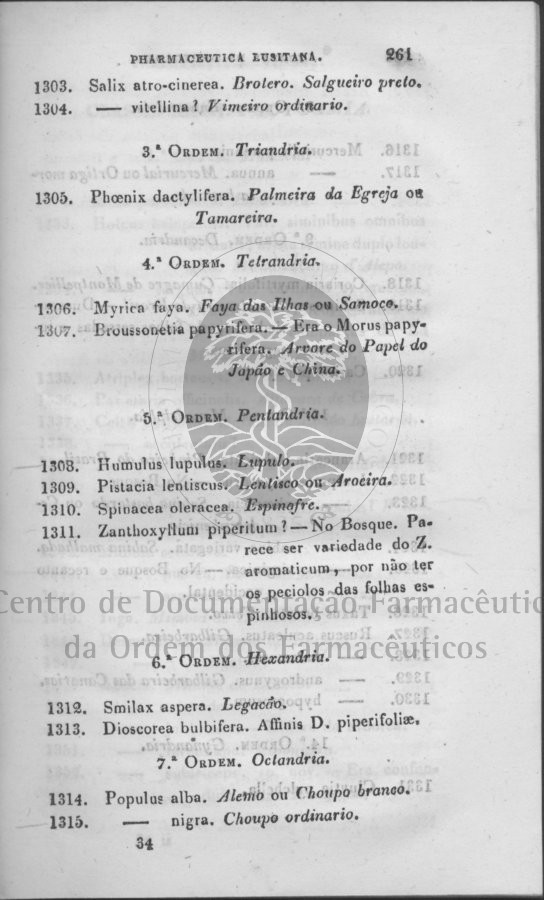 PHARMACEUTICA LUSITANA. 261
1303. Salix atro-cinerea. Brotero. Salgueiro preto.
1304. — vitellina? Vimeiro ordinario.
3.ª ORDEM. Triandria.
1305. Phœnix dactylifera. Palmeira da Egreja ou
Tamareira.
4.ª ORDEM. Tetrandria.
1306. Myrica faya. Faya das Ilhas ou Samoco.
1307. Broussonetia papyrifera. — Era o Morus papy-
rifera. Arvore do Papel do
Japão e China.
5.ª ORDEM. Pentandria.
1308. Humulus lupulus. Lupulo.
1309. Pistacia lentiscus. Lentisco ou Aroeira.
1310. Spinacea oleracea. Espinafre.
1311. Zanthoxyllum piperitum? — No Bosque. Pa-
rece ser variedade do Z.
aromaticum, por não ter
os peciolos das folhas es-
pinhosos.
Centro de Documentação Farmacêutic
da Ordem dos Farmacêuticos
6.ª ORDEM. Hexandria.
1312. Smilax aspera. Legacão.
1313. Dioscorea bulbifera. Affinis D. piperifoliæ.
7.ª ORDEM. Octandria.
1314. Populus alba. Alemo ou Choupo branco.
1315. — nigra. Choupo ordinario.
34